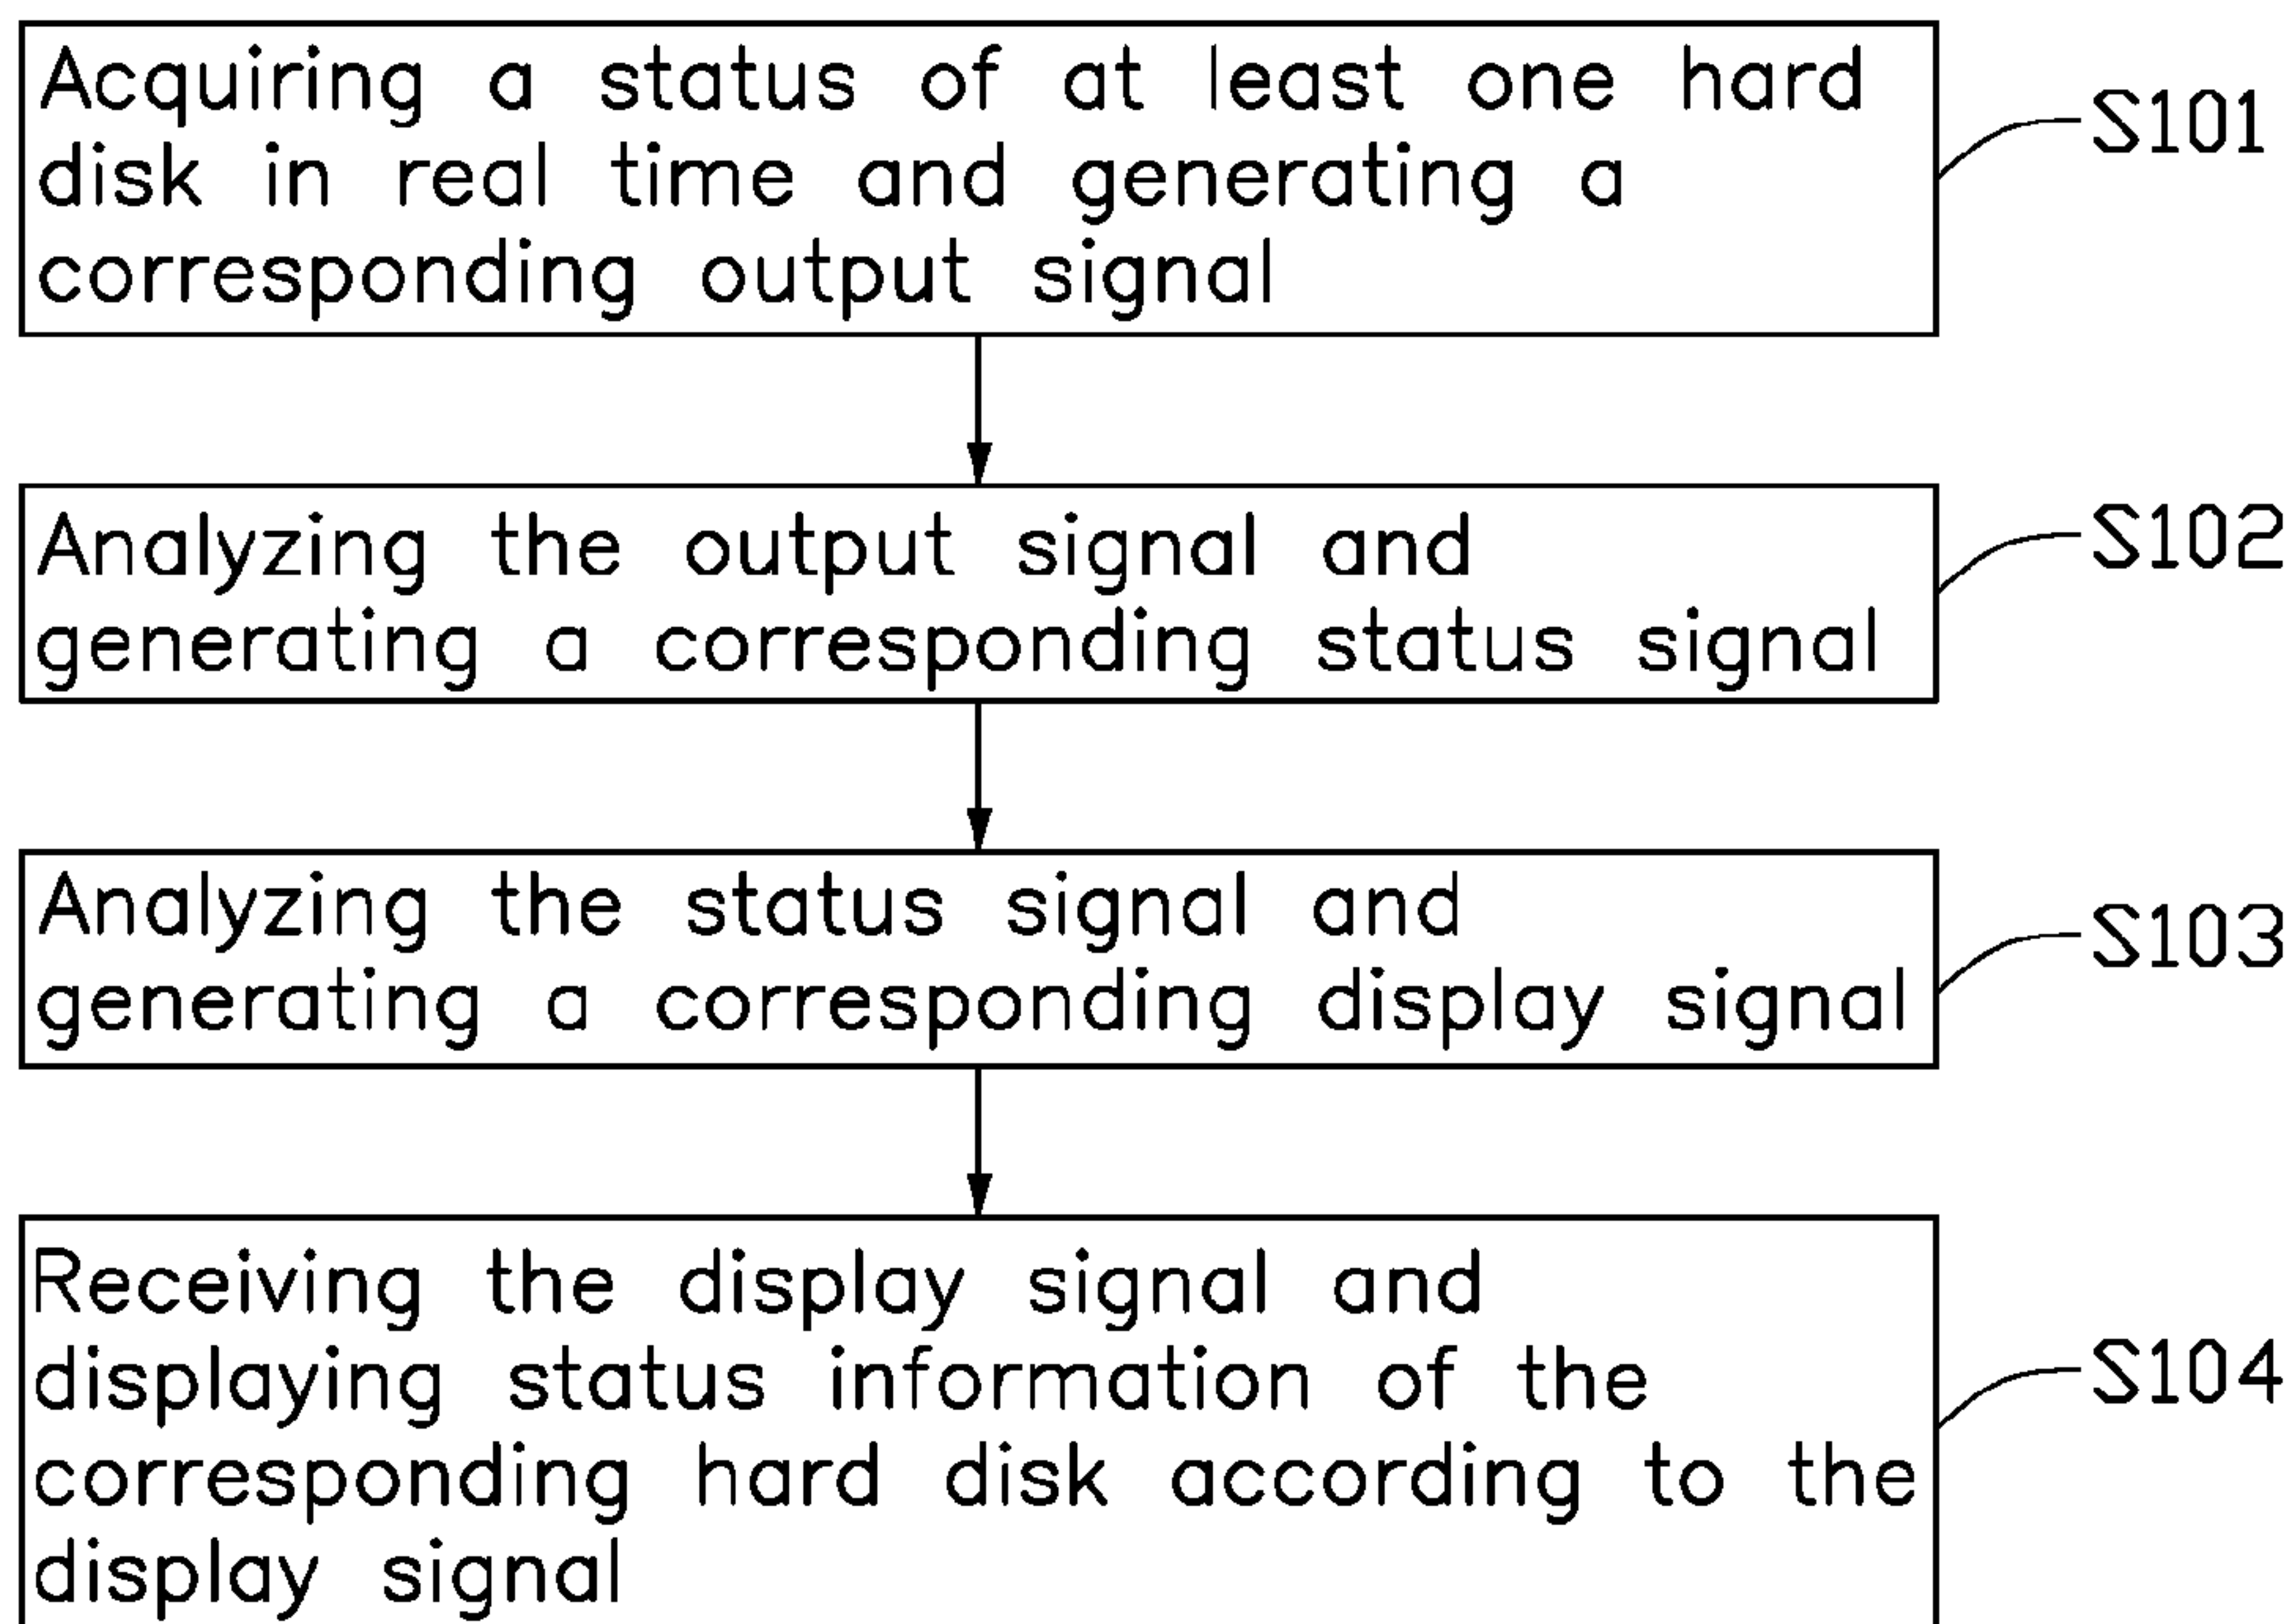 Acquiring a status of at least one hard
disk in real time and generating a
corresponding output signal
S101
Analyzing the output signal and
generating a corresponding status signal
S102
Analyzing the status signal and
generating a corresponding display signal
S103
Receiving the display signal and
displaying status information of the
corresponding hard disk according to the
display signal
S104